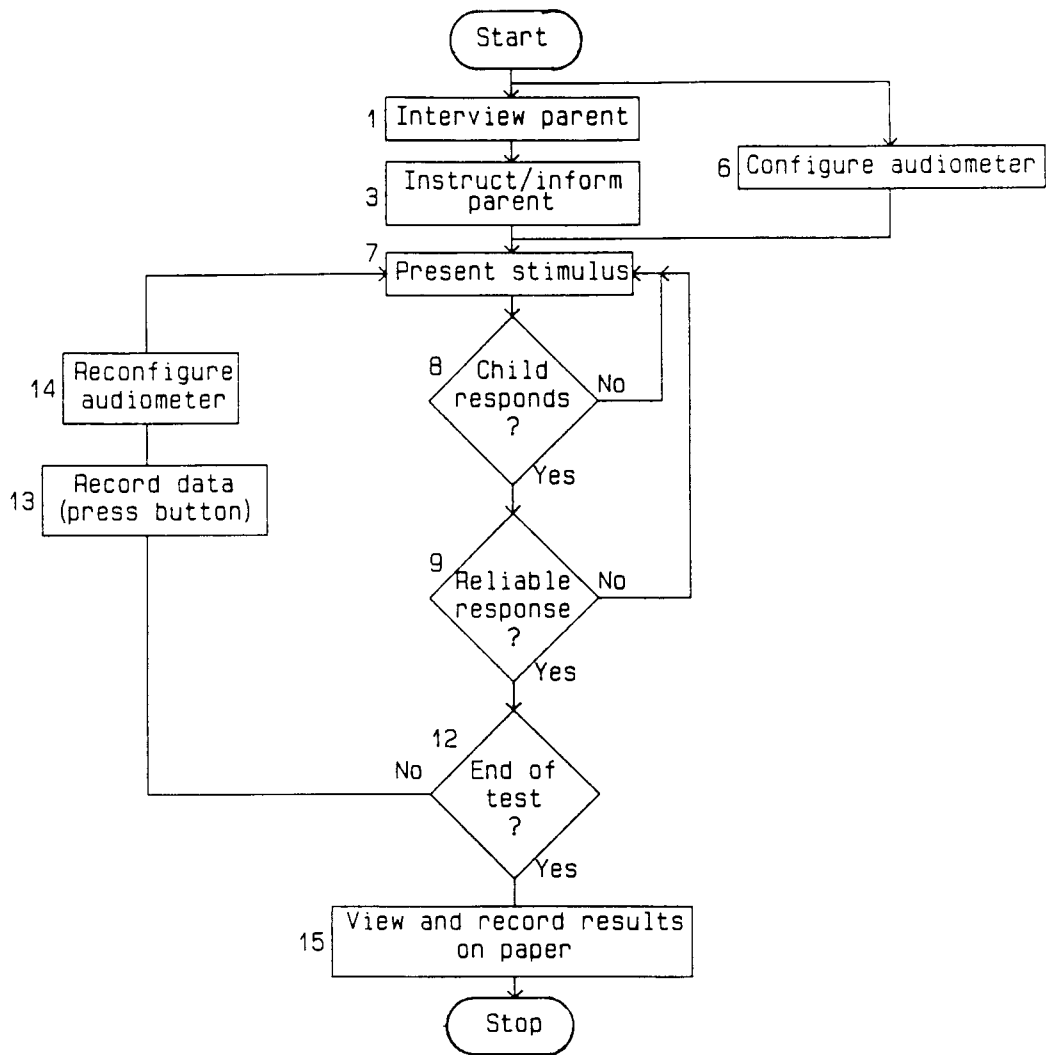 Start
1 Interview parent
3 Instruct/inform
parent
6 Configure audiometer
7 Present stimulus
8 Child
responds
?
No
Yes
14 Reconfigure
audiometer
13 Record data
(press button)
9 Reliable
response
?
No
Yes
12 End of
test
?
No
Yes
15 View and record results
on paper
Stop